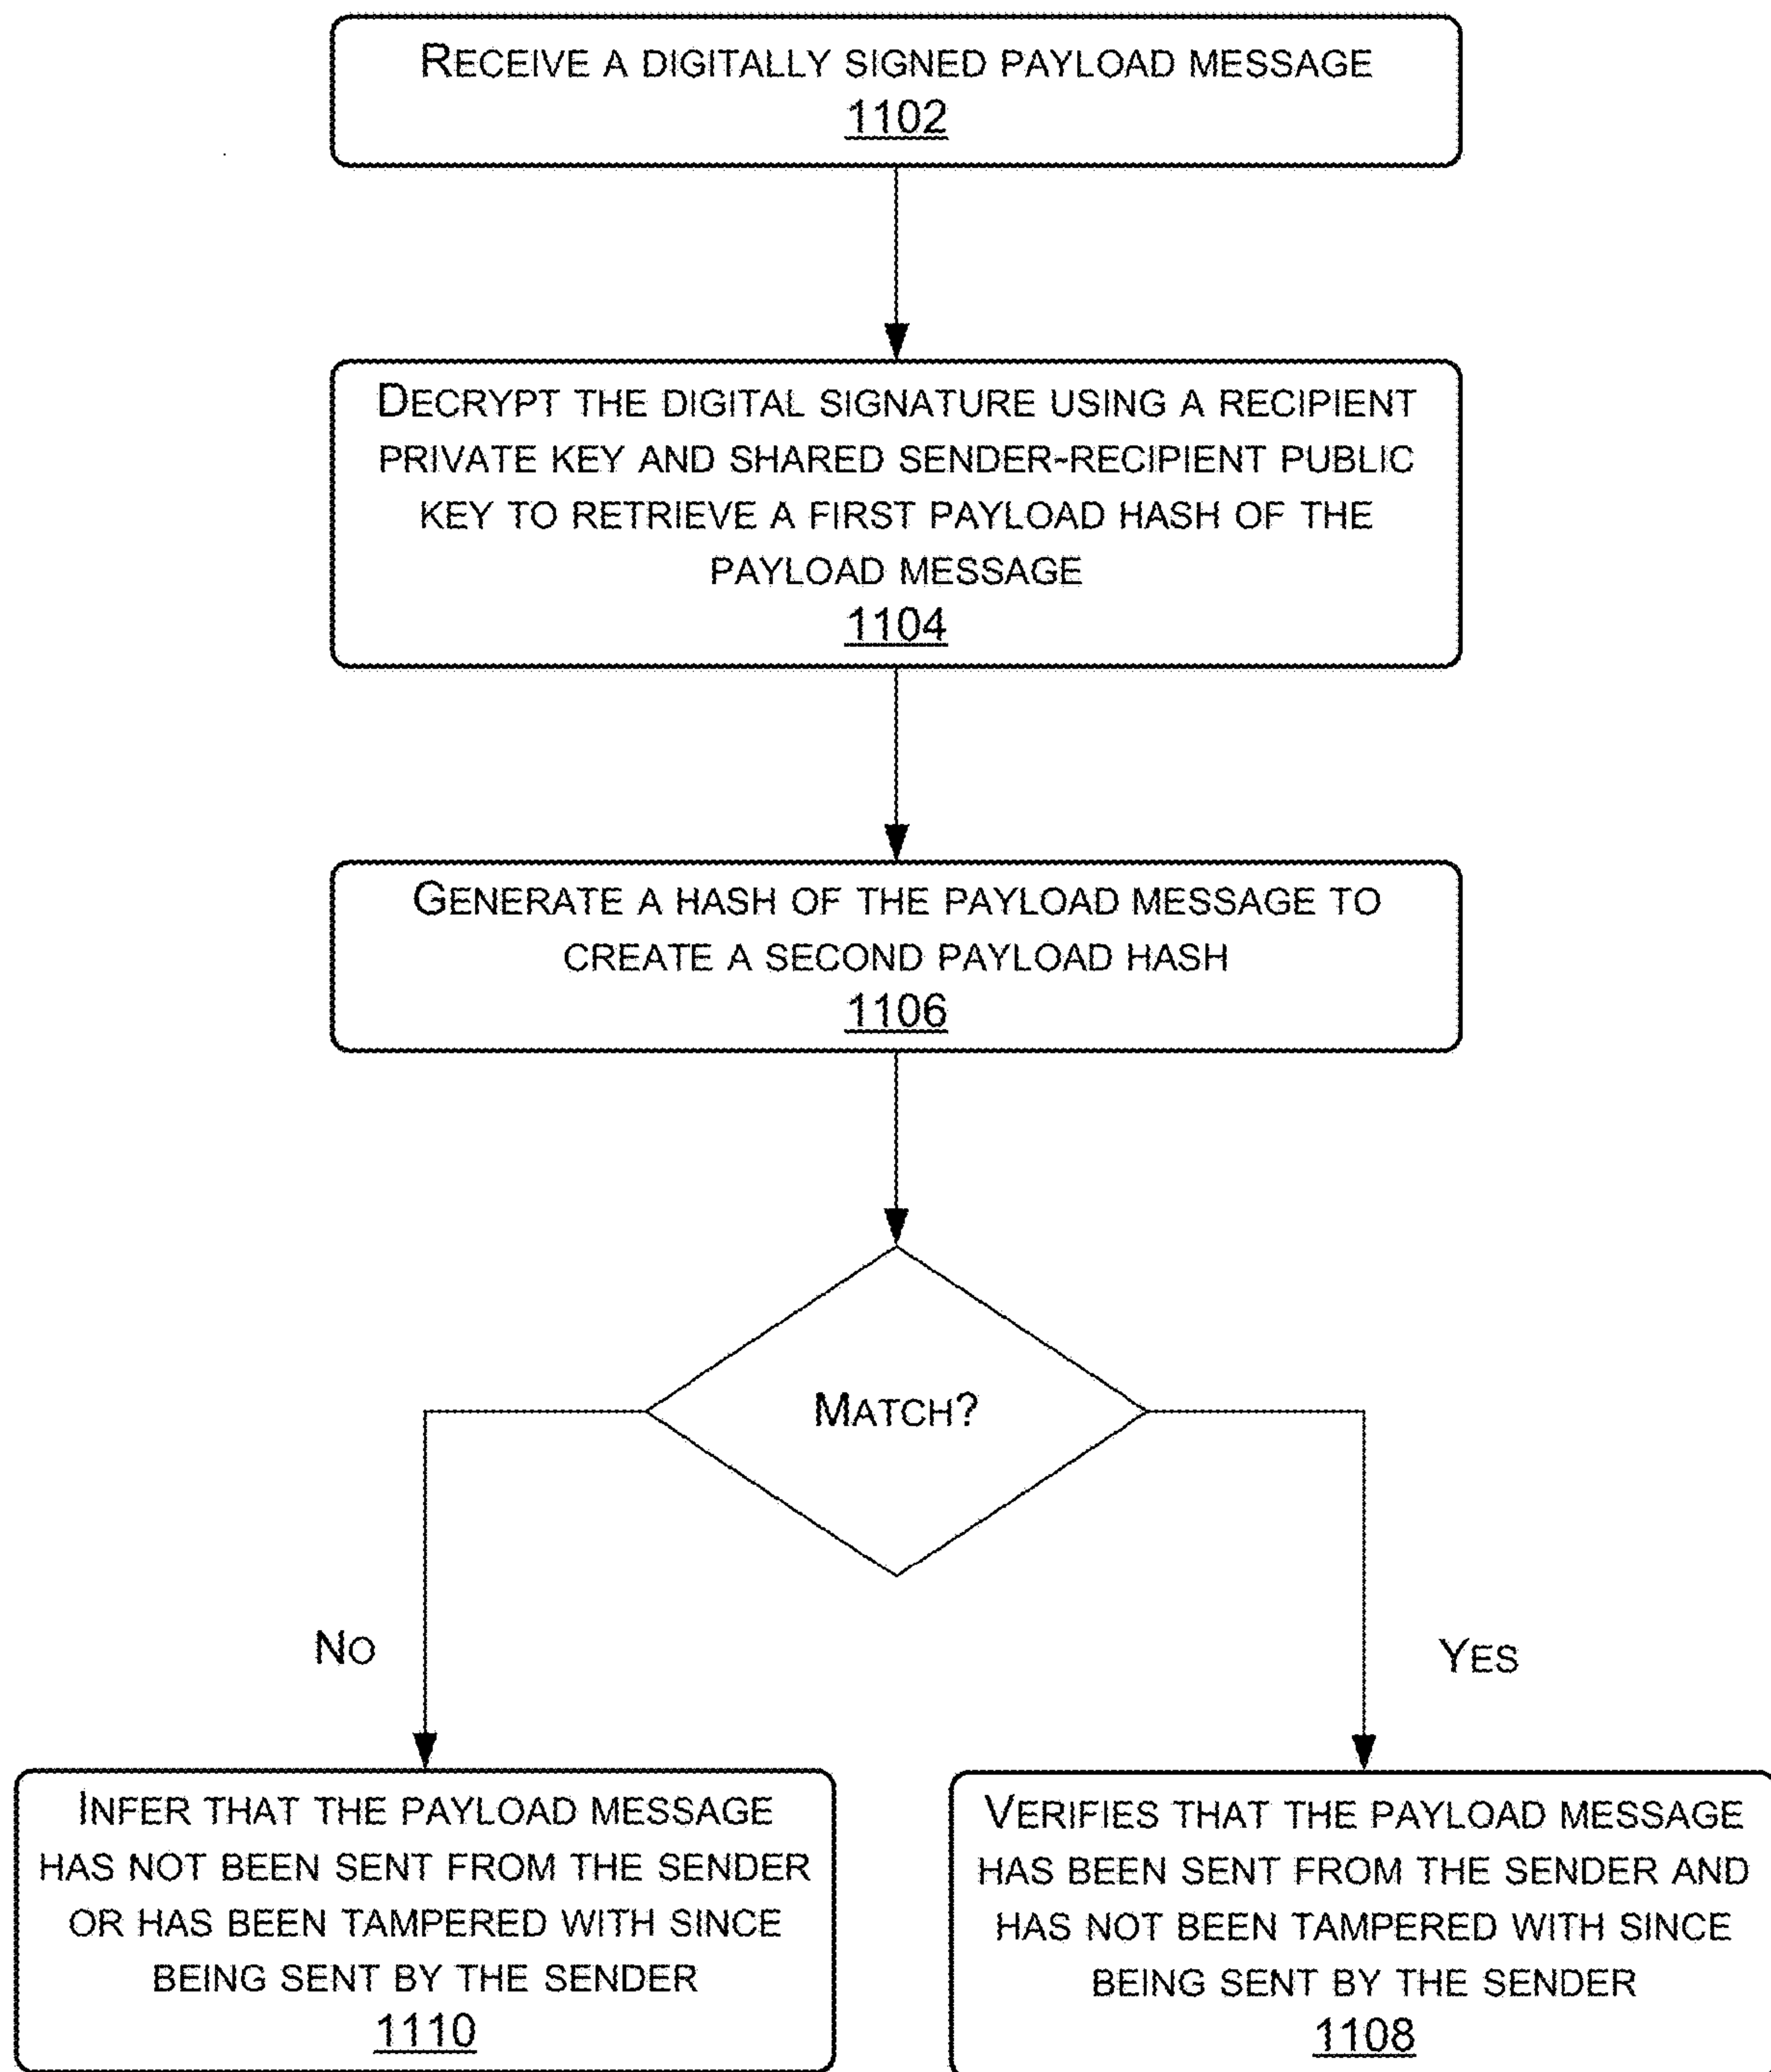 RECEIVE A DIGITALLY SIGNED PAYLOAD MESSAGE
1102
DECRYPT THE DIGITAL SIGNATURE USING A RECIPIENT
PRIVATE KEY AND SHARED SENDER-RECIPIENT PUBLIC
KEY TO RETRIEVE A FIRST PAYLOAD HASH OF THE
PAYLOAD MESSAGE
1104
GENERATE A HASH OF THE PAYLOAD MESSAGE TO
CREATE A SECOND PAYLOAD HASH
1106
MATCH?
NO
YES
INFER THAT THE PAYLOAD MESSAGE
HAS NOT BEEN SENT FROM THE SENDER
OR HAS BEEN TAMPERED WITH SINCE
BEING SENT BY THE SENDER
1110
VERIFIES THAT THE PAYLOAD MESSAGE
HAS BEEN SENT FROM THE SENDER AND
HAS NOT BEEN TAMPERED WITH SINCE
BEING SENT BY THE SENDER
1108